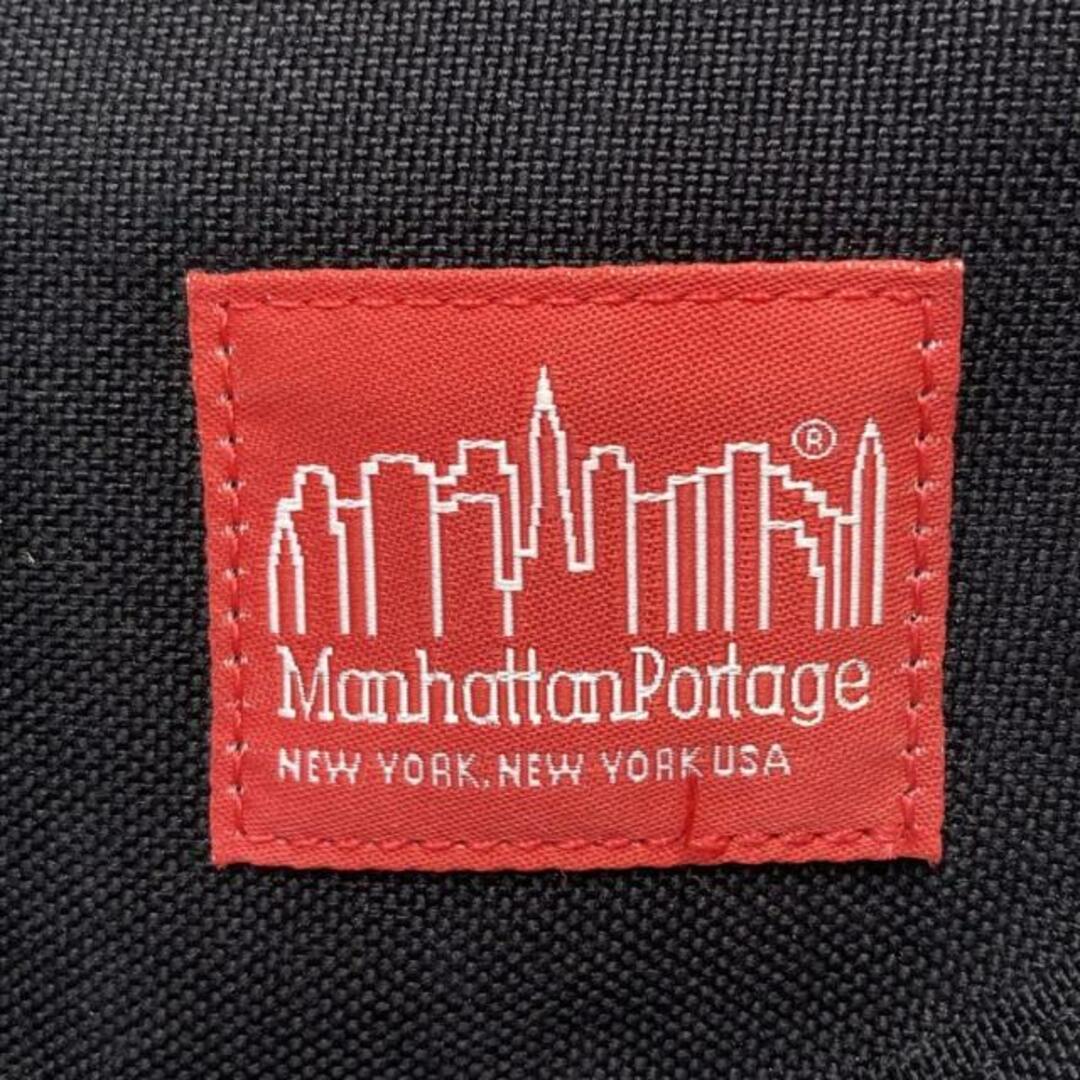 ®
ManhattanPortage
NEW YORK, NEW YORK USA